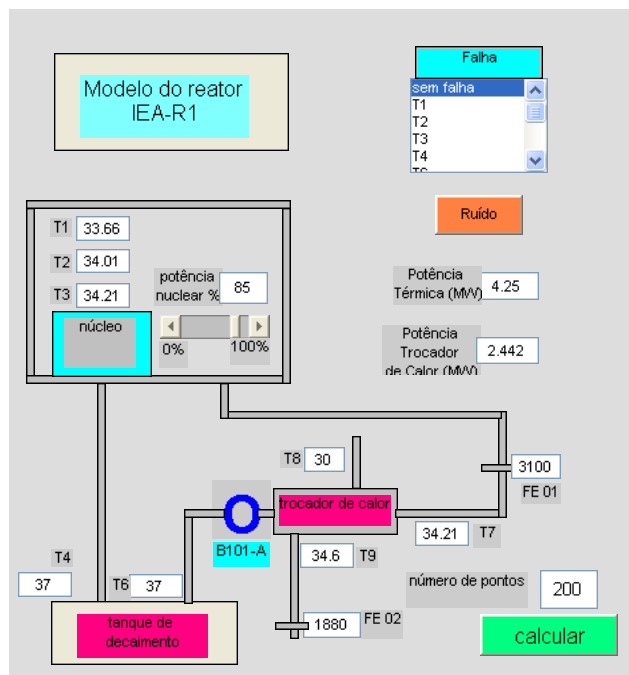 Modelo do reator
IEA-R1
Falha
sem falha
T1
T2
T3
T4
Ruído
T1 33.66
T2 34.01
T3 34.21
potência
nuclear %
85
núcleo
0%
100%
Potência
Térmica (MW)
4.25
Potência
Trocador
de Calor (MW)
2.442
T8 30
3100
FE 01
trocador de calor
B101-A
34.21 T7
34.6 T9
T4
37
T6 37
número de pontos
200
1880 FE 02
tanque de
decaimento
calcular